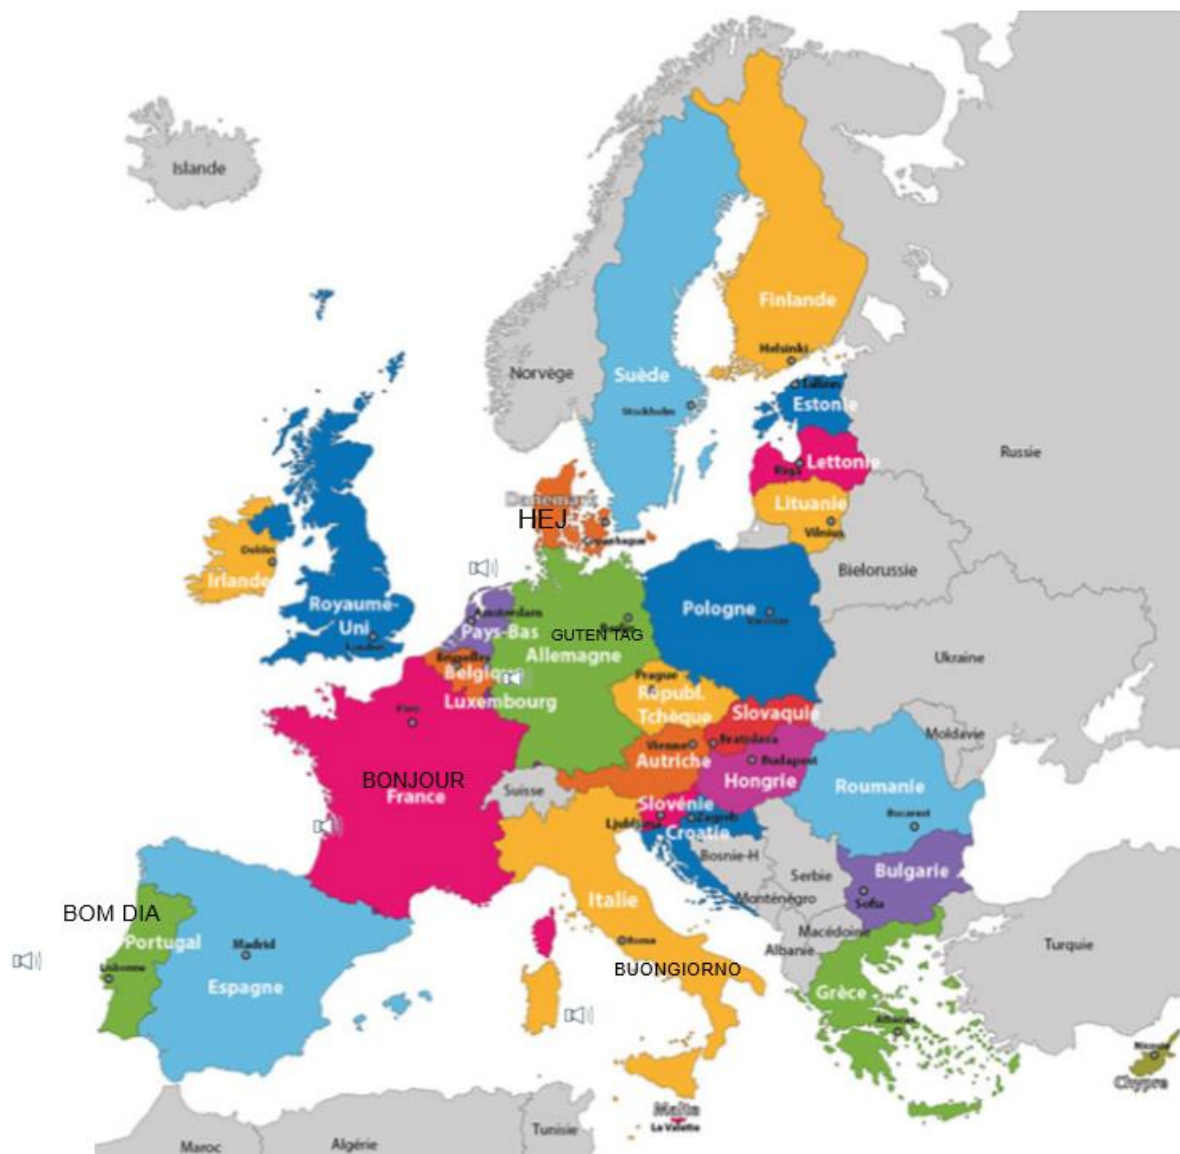 Islande
Finlande
Helsinki
Norvège
Suède
Stockholm
Tallinn
Estonie
Russie
Riga
Lettonie
Danemark
HEJ
Copenhague
Lituanie
Vilnius
Dublin
Irlande
Bielorussie
Royaume-
Uni
Londres
Amsterdam
Pays-Bas
GUTEN TAG
Berlin
Allemagne
Pologne
Varsovie
Bruxelles
Belgique
Luxembourg
Prague
Républ.
Tchèque
Ukraine
Paris
BONJOUR
France
Slovaquie
Bratislava
Vienne
Autriche
Budapest
Hongrie
Moldavie
Suisse
Roumanie
Bucarest
Slovénie
Ljubljana
Zagreb
Croatie
Bosnie-H
Serbie
Bulgarie
Sofia
Monténégro
Macédoine
Albanie
Italie
Rome
BUONGIORNO
BOM DIA
Portugal
Lisbonne
Madrid
Espagne
Turquie
Grèce
Athènes
Nicosie
Chypre
Malte
La Valette
Maroc
Algérie
Tunisie